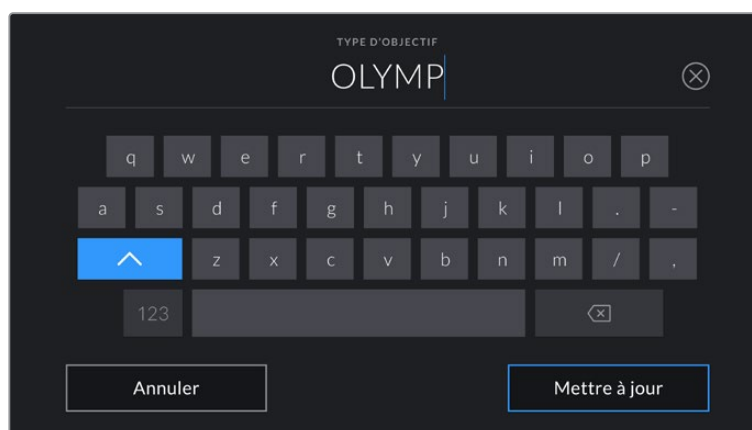 TYPE D'OBJECTIF
OLYMP
q w e r t y u i o p
a s d f g h j k l . -
z x c v b n m / ,
123
Annuler Mettre à jour